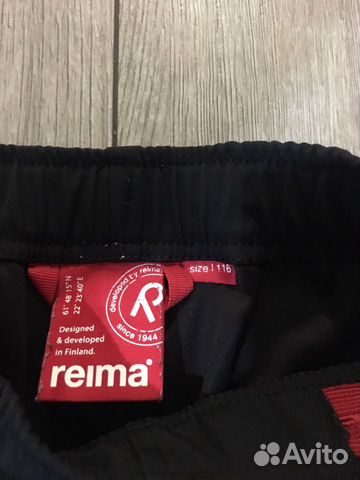 61°48'15"N
22°23'40"E
developed by reima
since 1944
size | 116
Designed
& developed
in Finland.
reima®
Avito